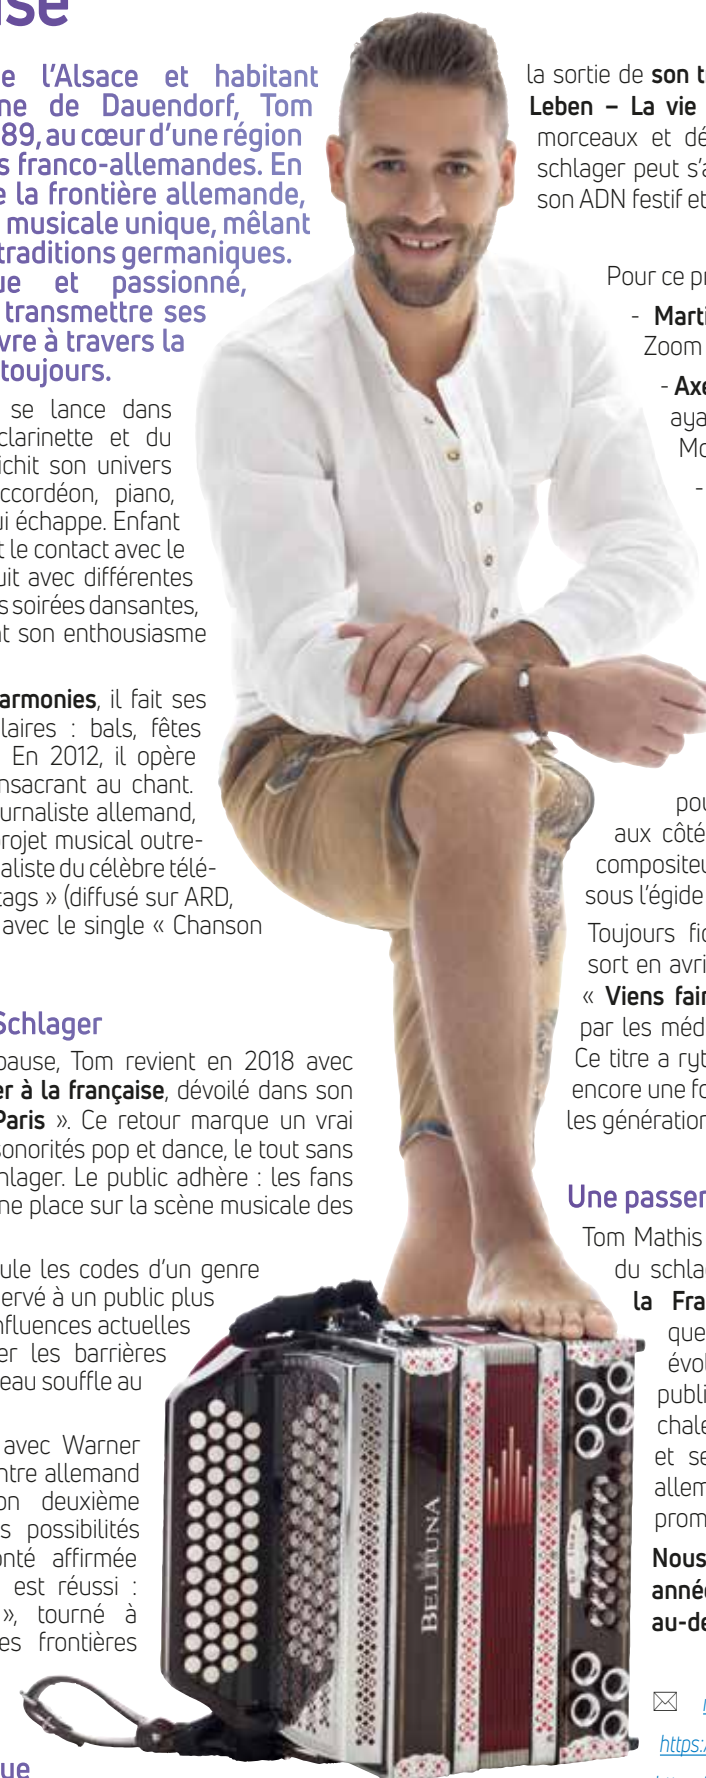 ise
e l'Alsace et habitant
ne de Dauendorf, Tom
89, au cœur d'une région
s franco-allemandes. En
e la frontière allemande,
musicale unique, mêlant
traditions germaniques.
ue et passionné,
transmettre ses
vre à travers la
toujours.
se lance dans
clarinette et du
ichit son univers
ccordéon, piano,
ui échappe. Enfant
t le contact avec le
uit avec différentes
s soirées dansantes,
nt son enthousiasme
armonies, il fait ses
laires : bals, fêtes
En 2012, il opère
nsacrant au chant.
urnaliste allemand,
rojet musical outre-
aliste du célèbre télé-
tags » (diffusé sur ARD,
avec le single « Chanson
Schlager
pause, Tom revient en 2018 avec
er à la française, dévoilé dans son
Paris ». Ce retour marque un vrai
sonorités pop et dance, le tout sans
hlager. Le public adhère : les fans
ne place sur la scène musicale des
ule les codes d'un genre
servé à un public plus
nfluences actuelles
er les barrières
eau souffle au
avec Warner
ntre allemand
on deuxième
s possibilités
onté affirmée
est réussi :
», tourné à
es frontières
ue
la sortie de son t
Leben – La vie
morceaux et dé
schlager peut s'a
son ADN festif et
Pour ce pr
- Marti
Zoom
- Axe
aya
Mo
-
pou
aux côté
compositeu
sous l'égide
Toujours fid
sort en avri
« Viens fair
par les méd
Ce titre a ryt
encore une fo
les génération
Une passer
Tom Mathis
du schla
la Fra
que
évol
publi
chale
et se
allem
prom
Nous
année
au-de
https:/
BELTUNA